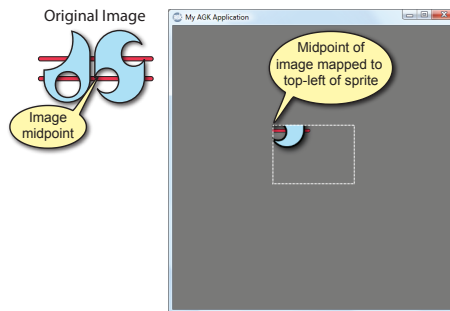 Original Image
Image
midpoint
My AGK Application
Midpoint of
image mapped to
top-left of sprite